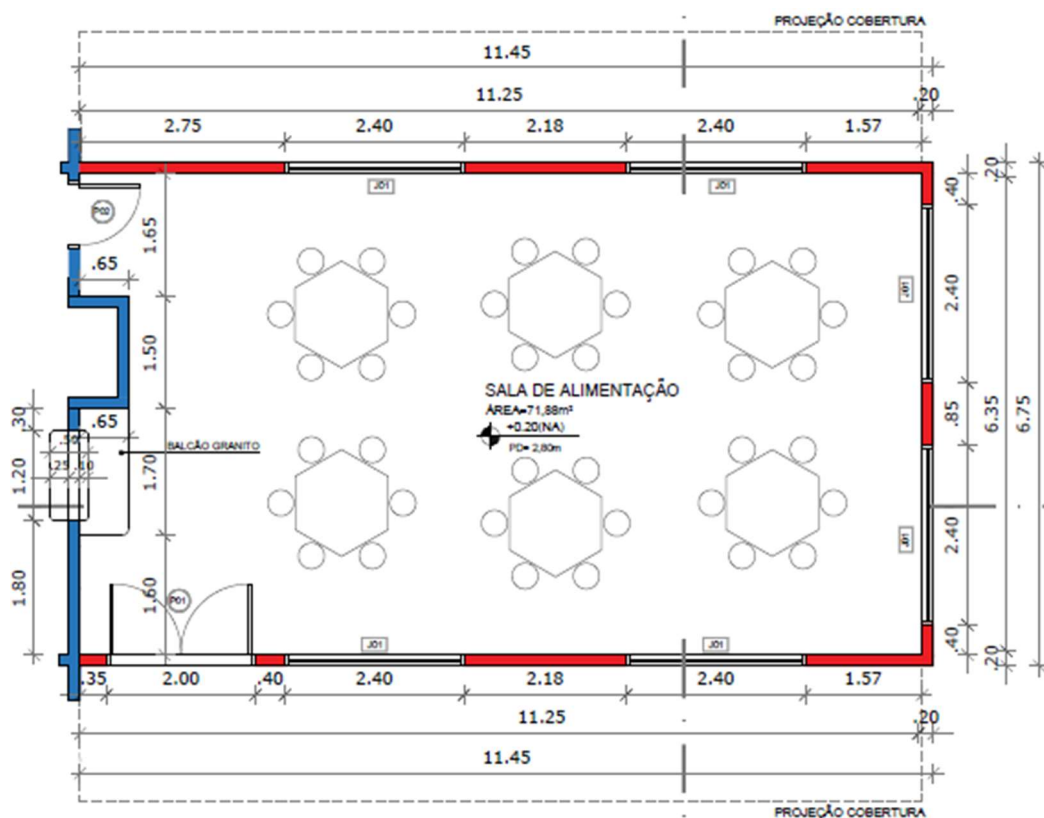 PROJEÇÃO COBERTURA
11.45
11.25
.20
2.75
2.40
2.18
2.40
1.57
J01
J01
.20
.40
P02
1.65
.65
2.40
J01
1.50
SALA DE ALIMENTAÇÃO
ÁREA=71,88m²
+0.20(NA)
PD= 2,80m
.85
6.35
6.75
.30
.65
.50
BALCÃO GRANITO
.25
.10
1.20
1.70
2.40
J01
1.80
1.60
P01
J01
J01
.40
.20
.35
2.00
.40
2.40
2.18
2.40
1.57
11.25
.20
11.45
PROJEÇÃO COBERTURA